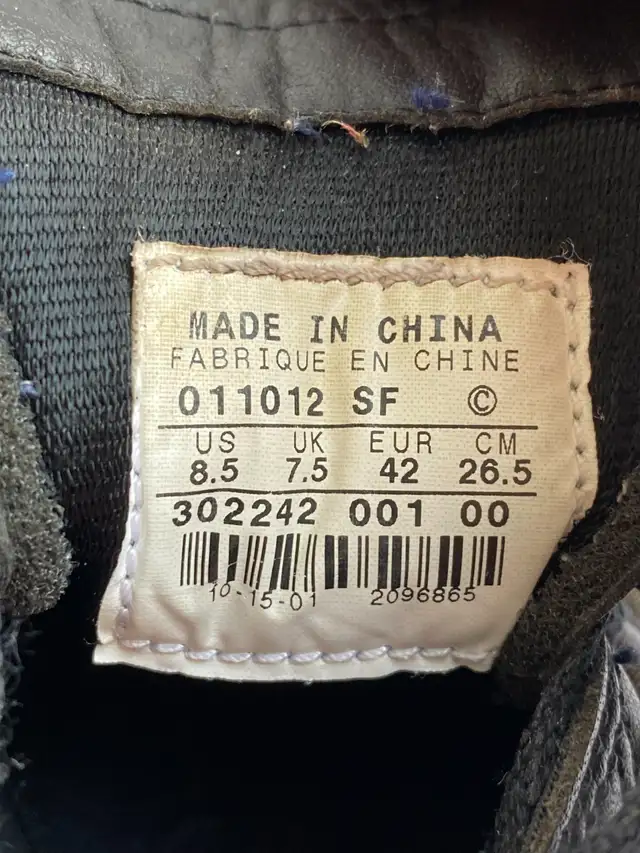 MADE IN CHINA
FABRIQUE EN CHINE
011012 SF ©
US UK EUR CM
8.5 7.5 42 26.5
302242 001 00
10-15-01 2096865